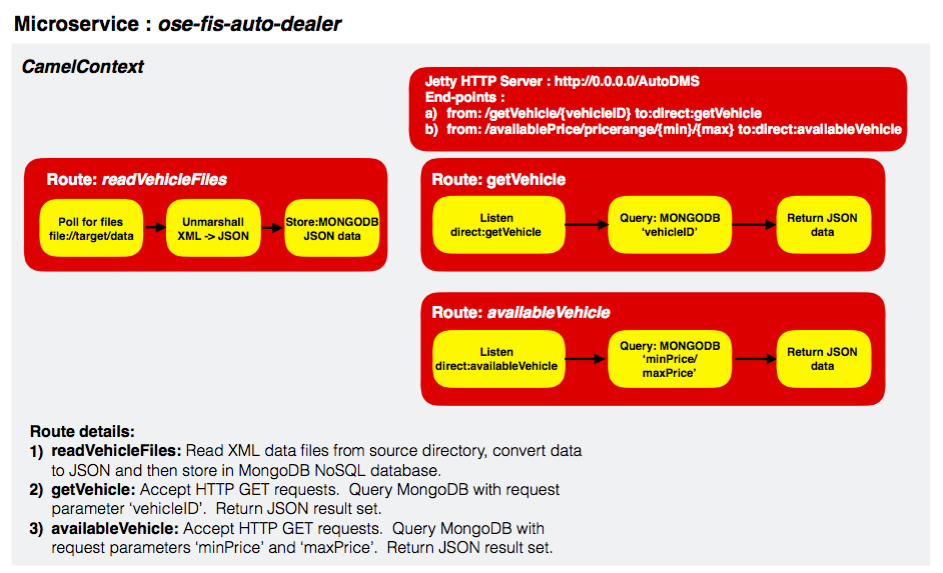 Microservice : ose-fis-auto-dealer
CamelContext
Jetty HTTP Server : http://0.0.0.0/AutoDMS
End-points :
a) from: /getVehicle/{vehicleID} to:direct:getVehicle
b) from: /availablePrice/pricerange/{min}/{max} to:direct:availableVehicle
Route: readVehicleFiles
Poll for files
file://target/data
Unmarshall
XML -> JSON
Store:MONGODB
JSON data
Route: getVehicle
Listen
direct:getVehicle
Query: MONGODB
‘vehicleID’
Return JSON
data
Route: availableVehicle
Listen
direct:availableVehicle
Query: MONGODB
‘minPrice/
maxPrice’
Return JSON
data
Route details:
1) readVehicleFiles: Read XML data files from source directory, convert data
to JSON and then store in MongoDB NoSQL database.
2) getVehicle: Accept HTTP GET requests. Query MongoDB with request
parameter ‘vehicleID’. Return JSON result set.
3) availableVehicle: Accept HTTP GET requests. Query MongoDB with
request parameters ‘minPrice’ and ‘maxPrice’. Return JSON result set.